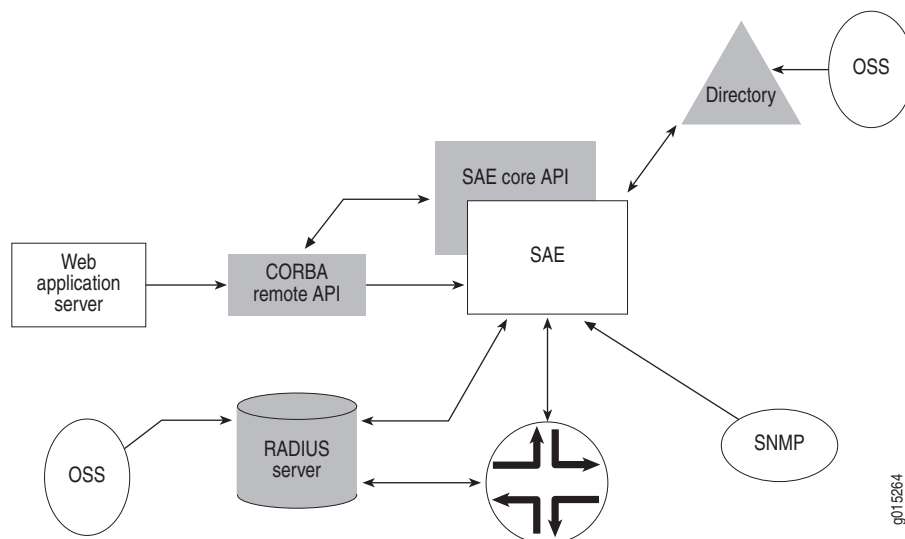 OSS
Directory
SAE core API
SAE
Web
application
server
CORBA
remote API
RADIUS
server
OSS
SNMP
g015264